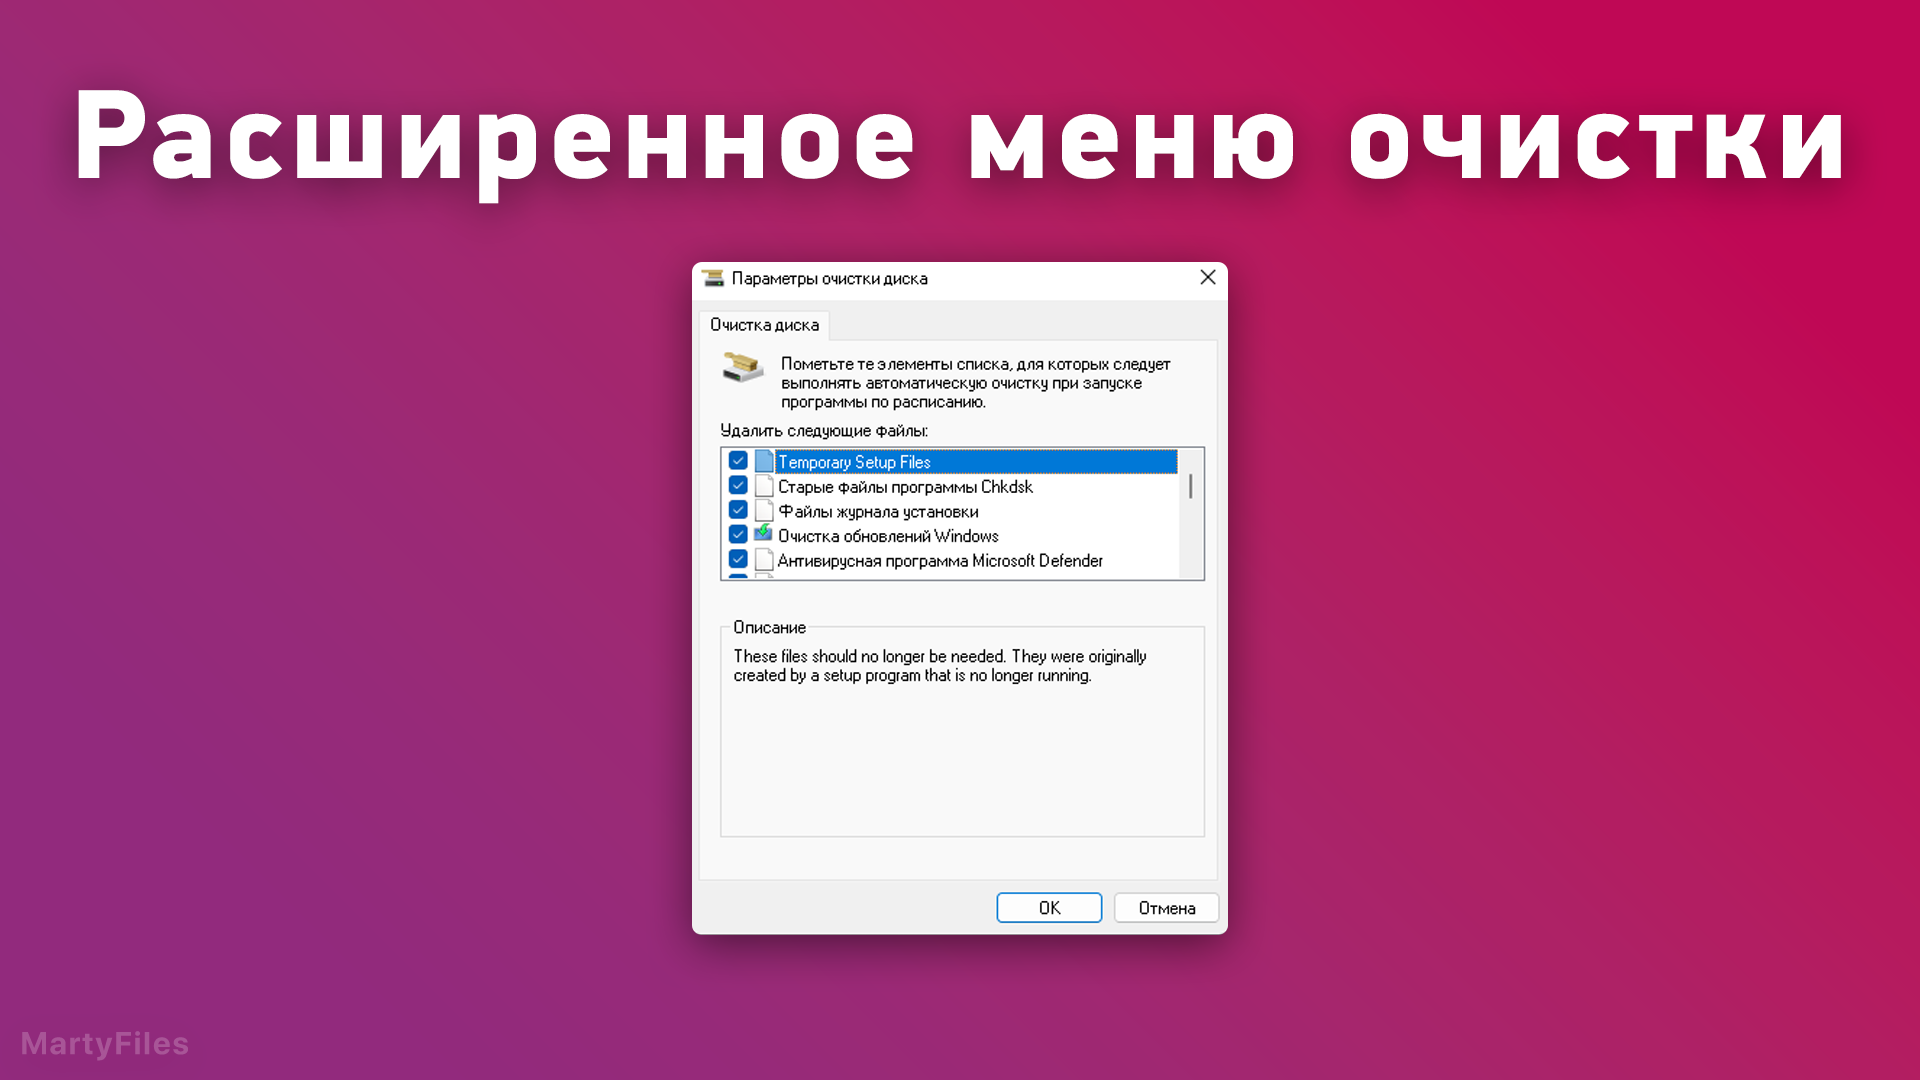 Расширенное меню очистки
Параметры очистки диска
Очистка диска
Пометьте те элементы списка, для которых следует
выполнять автоматическую очистку при запуске
программы по расписанию.
Удалить следующие файлы:
Temporary Setup Files
Старые файлы программы Chkdsk
Файлы журнала установки
Очистка обновлений Windows
Антивирусная программа Microsoft Defender
Описание
These files should no longer be needed. They were originally
created by a setup program that is no longer running.
OK
Отмена
MartyFiles